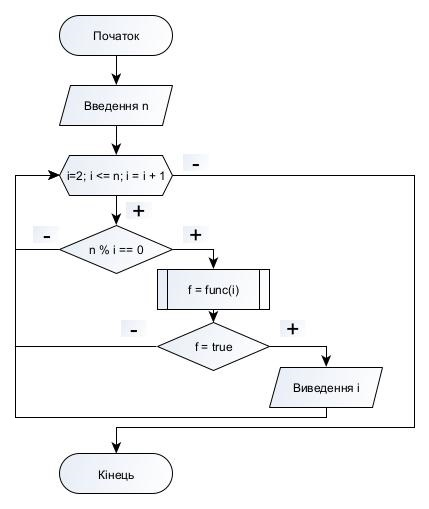 Початок
Введення n
i=2; i <= n; i = i + 1
-
+
-
n % i == 0
+
f = func(i)
-
f = true
+
Виведення i
Кінець